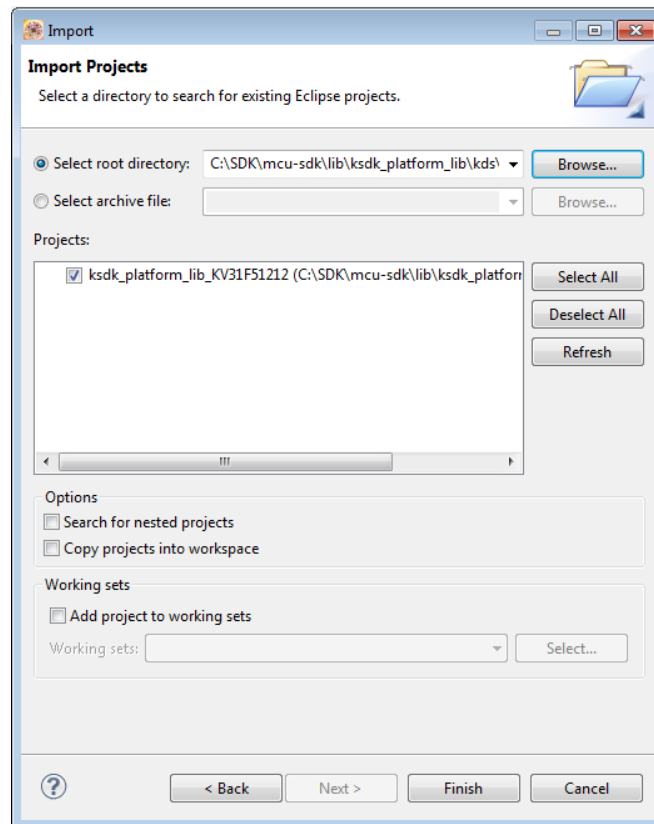 Import
Import Projects
Select a directory to search for existing Eclipse projects.
Select root directory: C:\SDK\mcu-sdk\lib\ksdk_platform_lib\kds\ Browse...
Select archive file: Browse...
Projects:
ksdk_platform_lib_KV31F51212 (C:\SDK\mcu-sdk\lib\ksdk_platforr Select All
Deselect All
Refresh
Options
Search for nested projects
Copy projects into workspace
Working sets
Add project to working sets
Working sets: Select...
? < Back Next > Finish Cancel